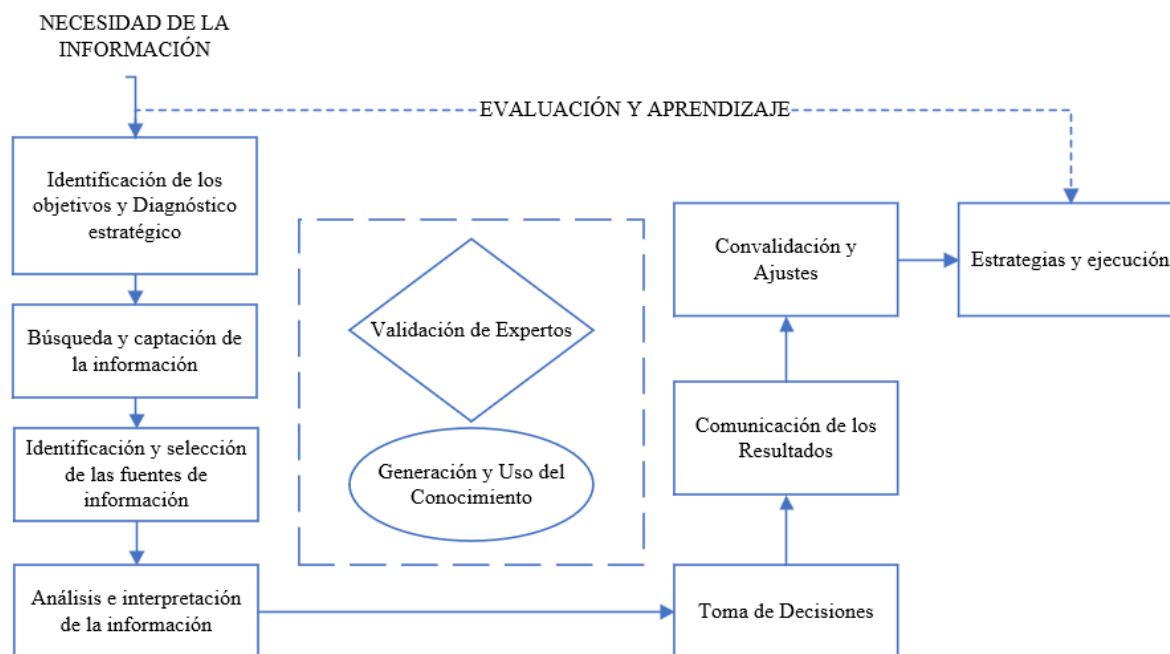 NECESIDAD DE LA
INFORMACIÓN
EVALUACIÓN Y APRENDIZAJE
Identificación de los
objetivos y Diagnóstico
estratégico
Búsqueda y captación de
la información
Identificación y selección
de las fuentes de
información
Análisis e interpretación
de la información
Validación de Expertos
Generación y Uso del
Conocimiento
Toma de Decisiones
Comunicación de los
Resultados
Convalidación y
Ajustes
Estrategias y ejecución